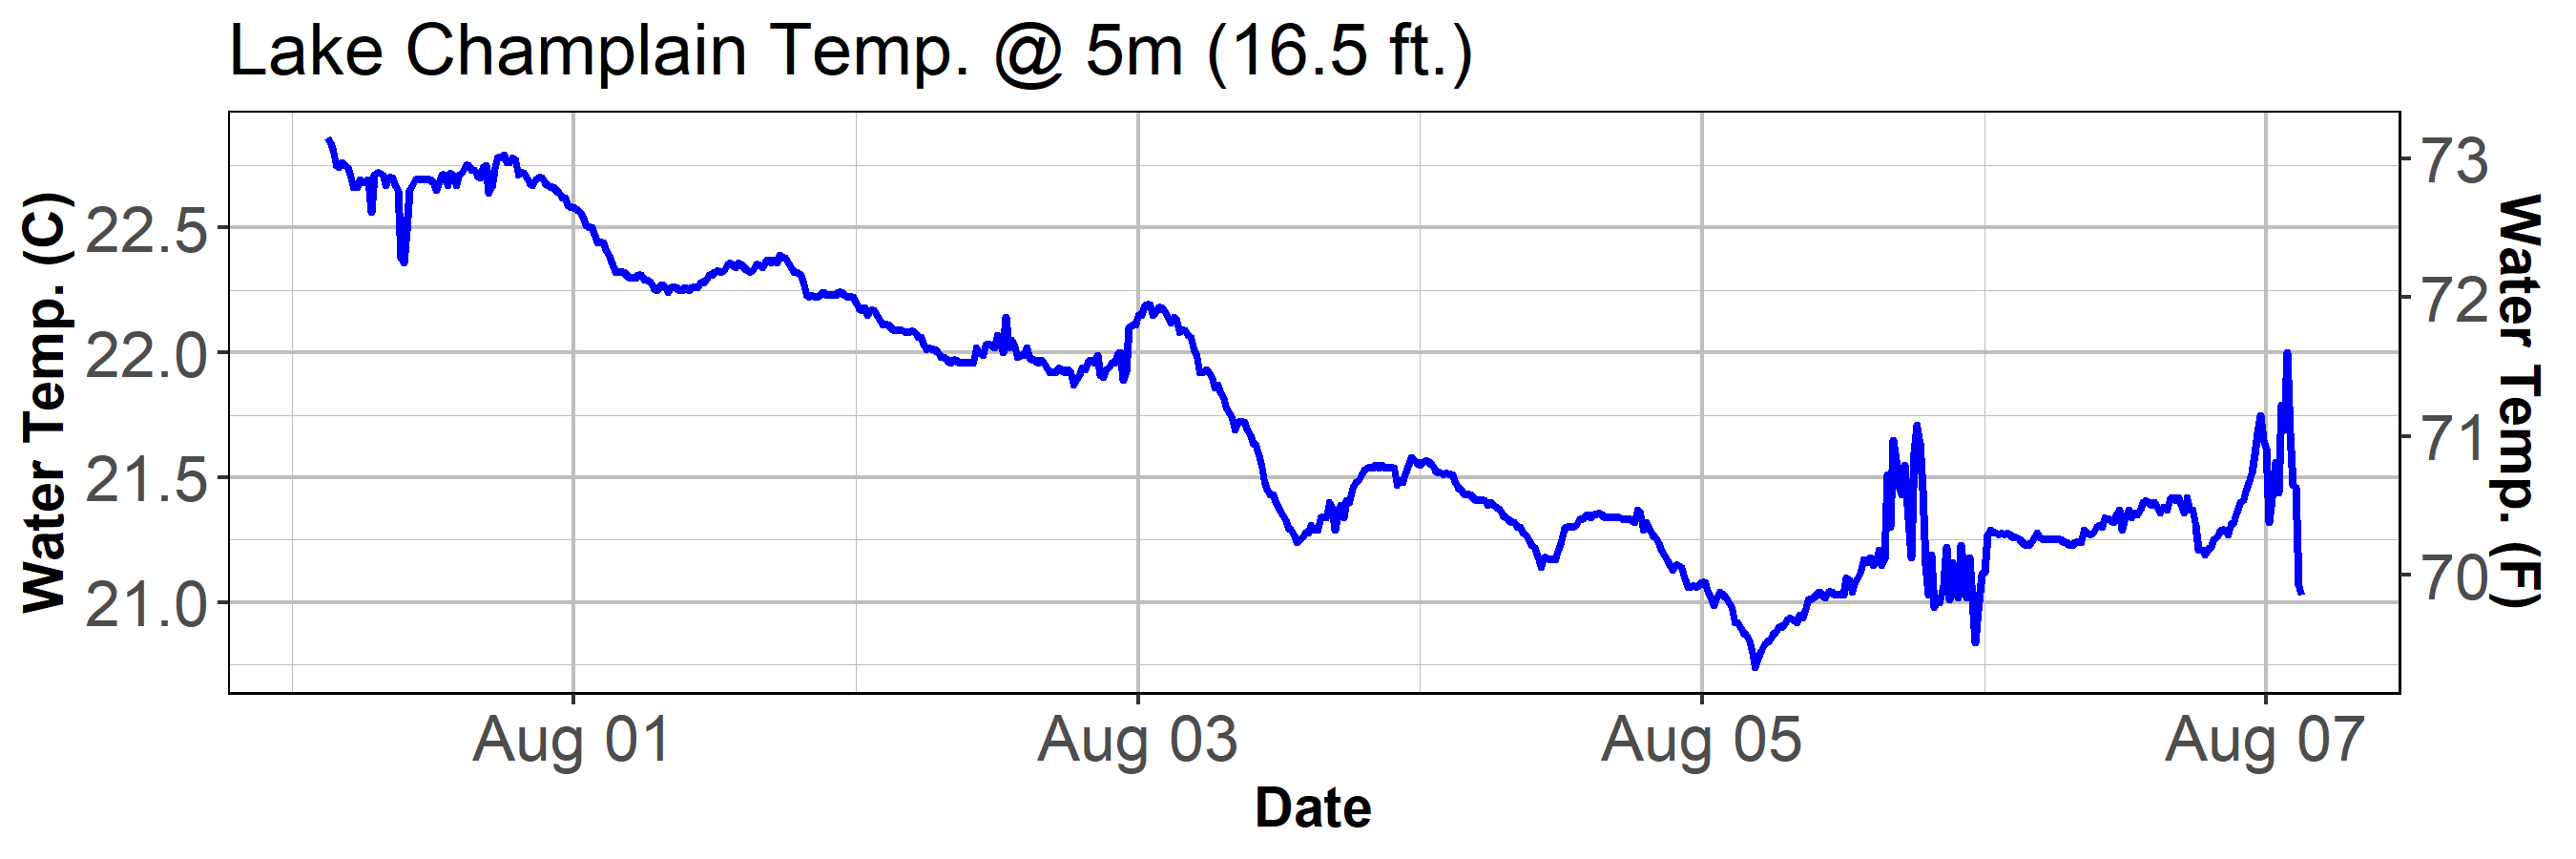 Lake Champlain Temp. @ 5m (16.5 ft.)
Water Temp. (C)
22.5
22.0
21.5
21.0
73
72
71
70
Water Temp. (F)
Aug 01
Aug 03
Aug 05
Aug 07
Date